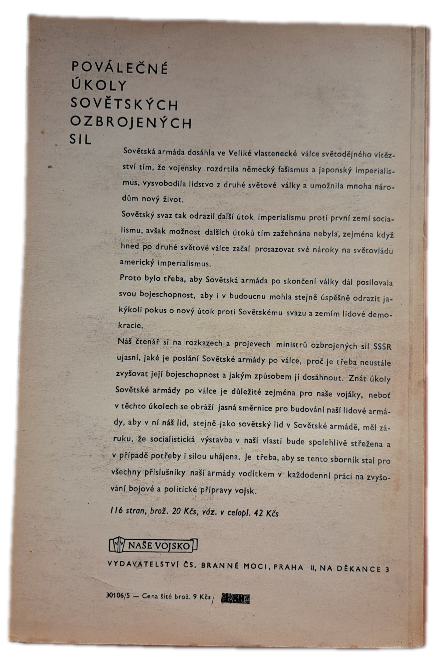 POVÁLEČNÉ
ÚKOLY
SOVĚTSKÝCH
OZBROJENÝCH
SIL
Sovětská armáda dosáhla ve Veliké vlastenecké válce světodějného vítěz-
ství tím, že vojensky rozdrtila německý fašismus a japonský imperialis-
mus, vysvobodila lidstvo z druhé světové války a umožnila mnoha náro-
dům nový život.
Sovětský svaz tak odrazil další útok imperialismu proti první zemi socia-
lismu, avšak možnost dalších útoků tím zažehnána nebyla, zejména když
hned po druhé světové válce začal prosazovat své nároky na světovládu
americký imperialismus.
Proto bylo třeba, aby Sovětská armáda po skončení války dál posilovala
svou bojeschopnost, aby i v budoucnu mohla stejně úspěšně odrazit ja-
kýkoli pokus o nový útok proti Sovětskému svazu a zemím lidové demo-
kracie.
Náš čtenář si na rozkazech a projevech ministrů ozbrojených sil SSSR
ujasní, jaké je poslání Sovětské armády po válce, proč je třeba neustále
zvyšovat její bojeschopnost a jakým způsobem jí dosáhnout. Znát úkoly
Sovětské armády po válce je důležité zejména pro naše vojáky, neboť
v těchto úkolech se obráží jasná směrnice pro budování naší lidové armá-
dy, aby v ní náš lid, stejně jako sovětský lid v Sovětské armádě, měl zá-
ruku, že socialistická výstavba v naší vlasti bude spolehlivě střežena a
v případě potřeby i silou uhájena. Je třeba, aby se tento sborník stal pro
všechny příslušníky naší armády vodítkem v každodenní práci na zvyšo-
vání bojové a politické přípravy vojsk.
116 stran, brož. 20 Kčs, váz. v celopl. 42 Kčs
NAŠE VOJSKO
VYDAVATELSTVÍ ČS. BRANNÉ MOCI, PRAHA II, NA DĚKANCE 3
30106/5 — Cena šité brož. 9 Kčs